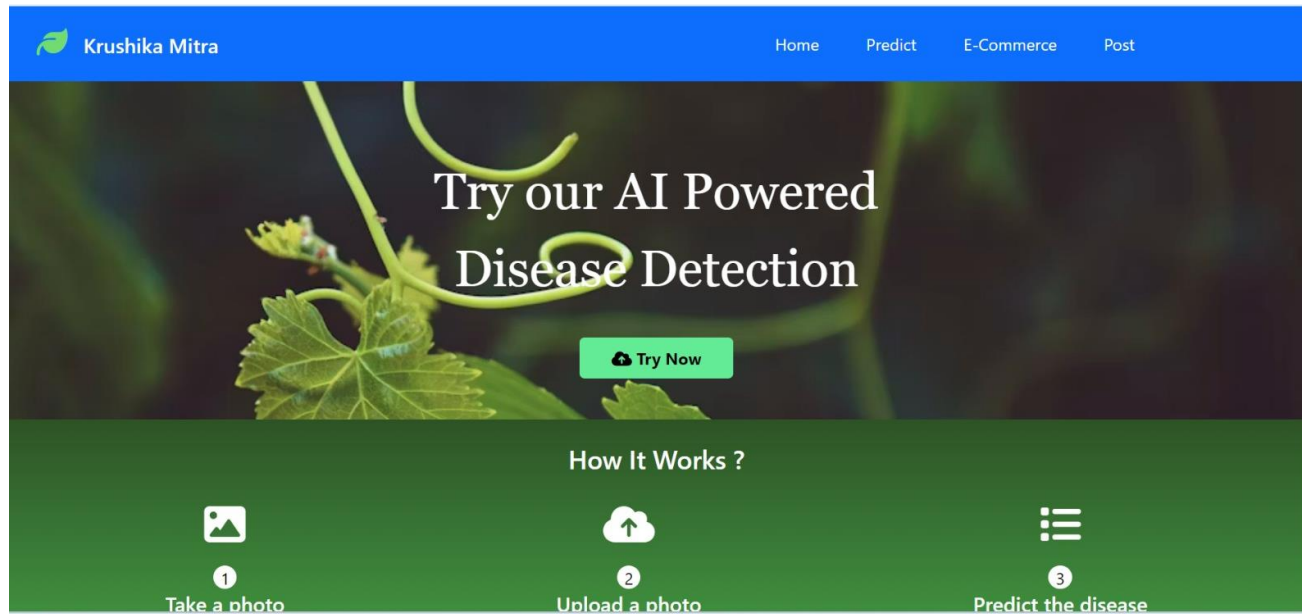 Krushika Mitra
Home Predict E-Commerce Post
Try our AI Powered
Disease Detection
Try Now
How It Works ?
1
Take a photo
2
Upload a photo
3
Predict the disease